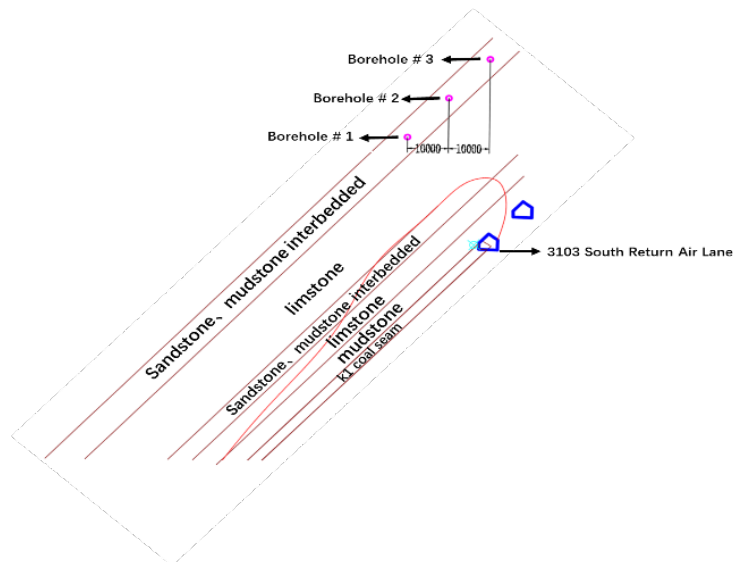 Borehole # 3
Borehole # 2
Borehole # 1
10000 10000
Sandstone、mudstone interbedded
limstone
Sandstone、mudstone interbedded
limstone
mudstone
k1 coal seam
3103 South Return Air Lane